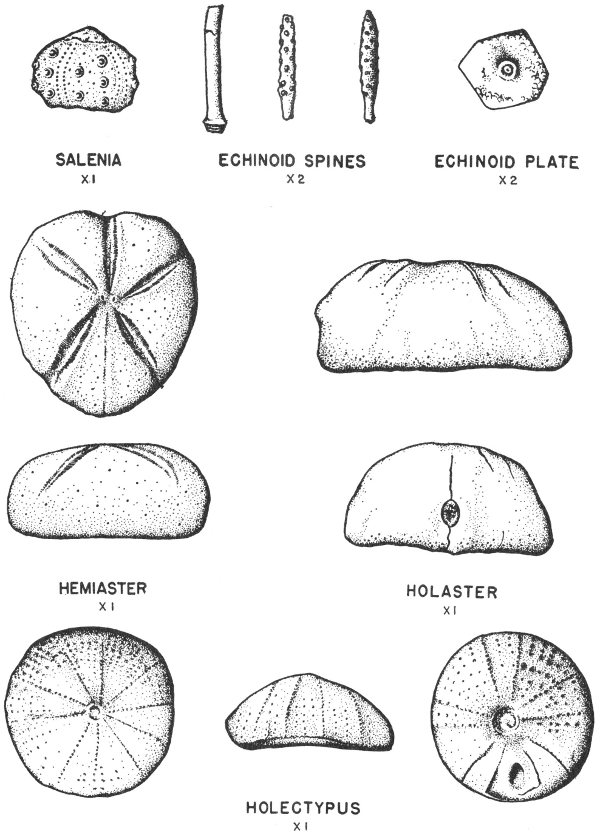 SALENIA
X1
ECHINOID SPINES
X2
ECHINOID PLATE
X2
HEMIASTER
X1
HOLASTER
X1
HOLECTYPUS
X1